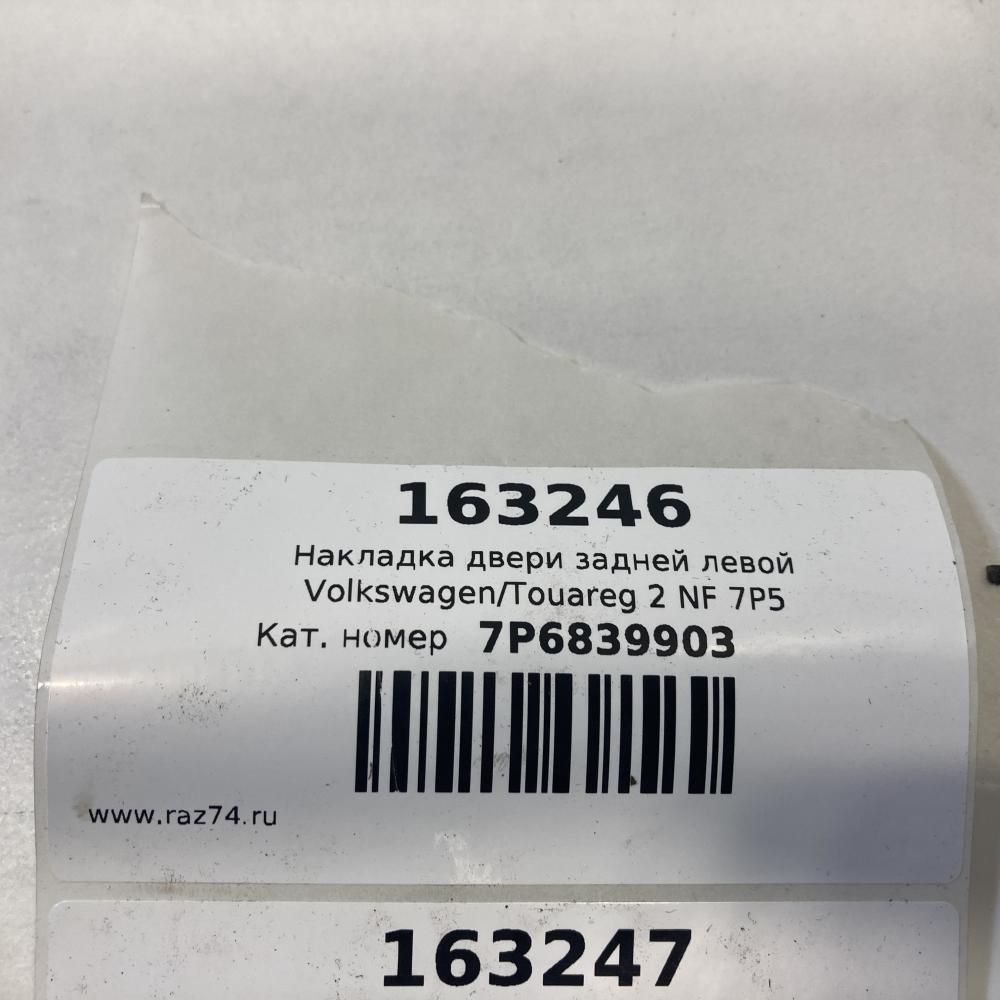 163246
Накладка двери задней левой
Volkswagen/Touareg 2 NF 7P5
Кат. номер 7P6839903
www.raz74.ru
163247